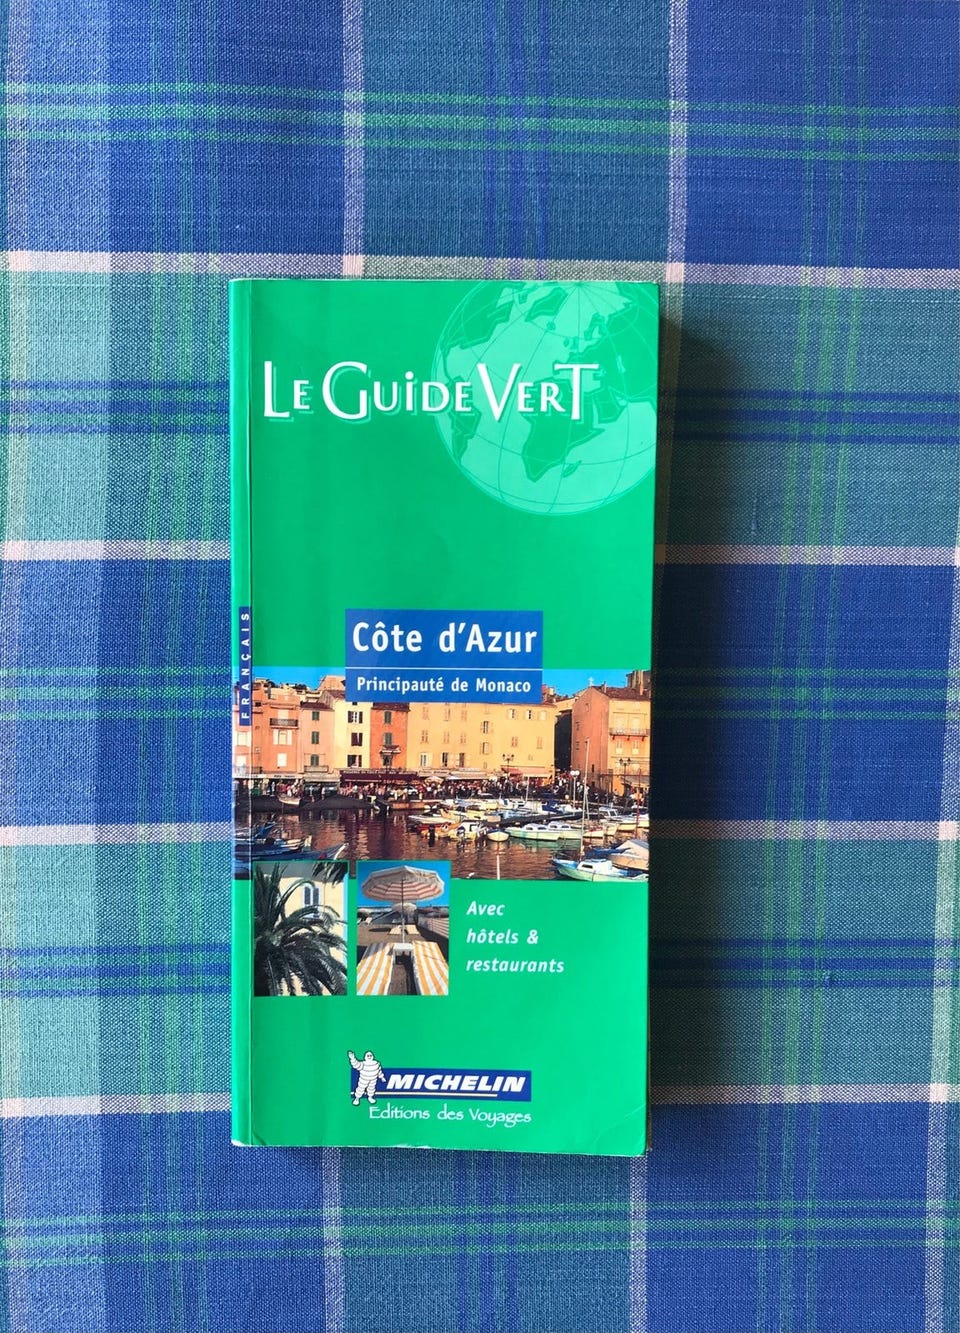 LE GUIDE VERT
FRANÇAIS
Côte d'Azur
Principauté de Monaco
Avec
hôtels &
restaurants
MICHELIN
Editions des Voyages